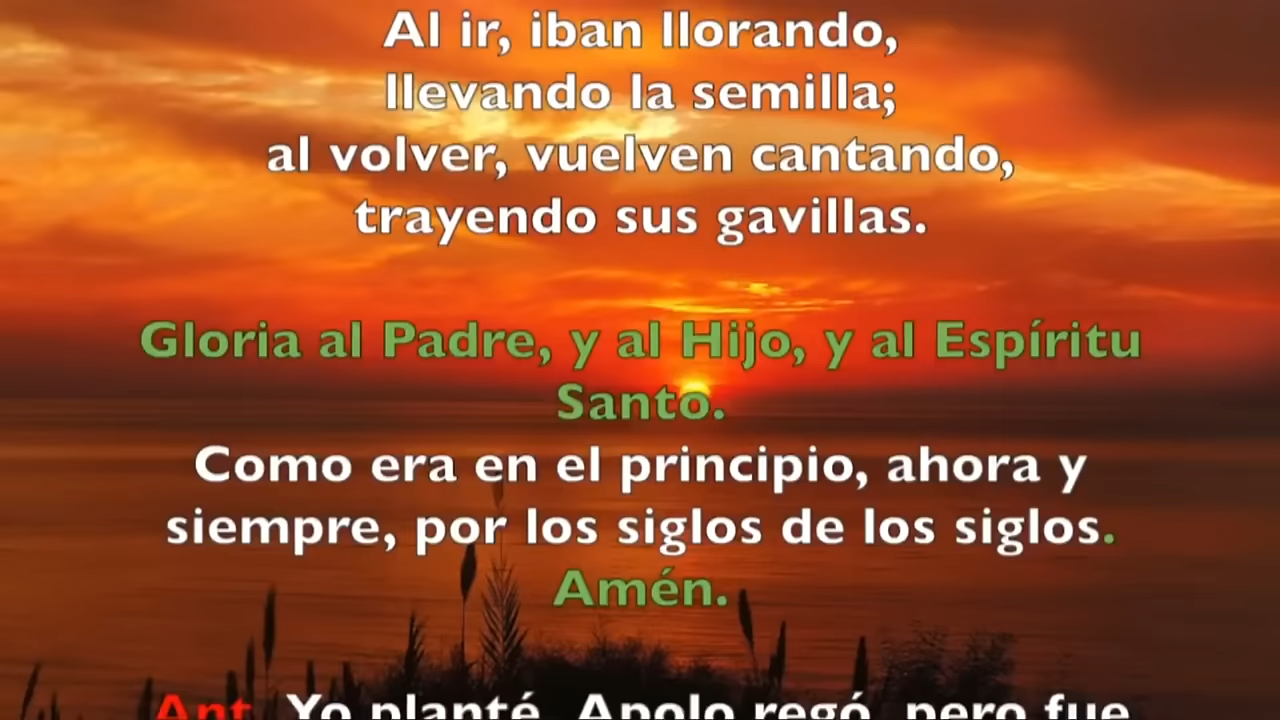 Al ir, iban llorando,
llevando la semilla;
al volver, vuelven cantando,
trayendo sus gavillas.
Gloria al Padre, y al Hijo, y al Espíritu
Santo.
Como era en el principio, ahora y
siempre, por los siglos de los siglos.
Amén.
Ant. Yo planté, Apolo regó, pero fue